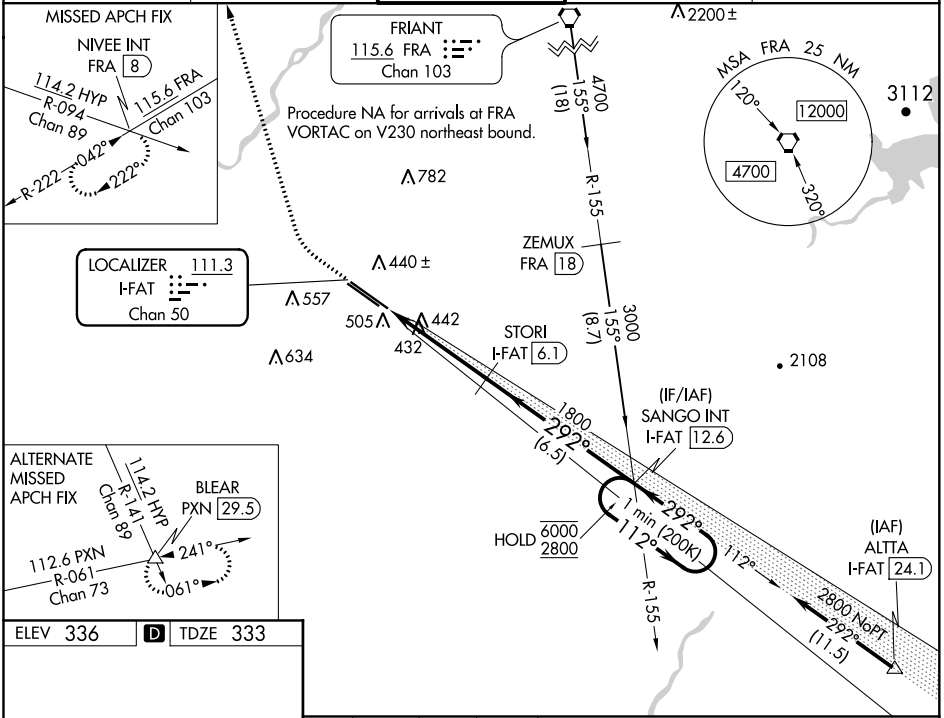 MISSED APCH FIX
NIVEE INT
FRA 8
114.2 HYP
R-094
Chan 89
115.6 FRA
Chan 103
R-222
042°
222°
FRIANT
115.6 FRA
Chan 103
Procedure NA for arrivals at FRA
VORTAC on V230 northeast bound.
4700
155°
(18)
R-155
2200 ±
MSA FRA 25 NM
120°
12000
4700
320°
3112
782
ZEMUX
FRA 18
LOCALIZER 111.3
I-FAT
Chan 50
440 ±
557
505
442
432
634
3000
155°
(8.7)
STORI
I-FAT 6.1
2108
1800
292°
(6.5)
(IF/IAF)
SANGO INT
I-FAT 12.6
HOLD 6000
2800
1 min (200K)
292°
112°
112°
R-155
(IAF)
ALTTA
I-FAT 24.1
2800 NoPT
292°
(11.5)
ALTERNATE
MISSED
APCH FIX
114.2 HYP
R-141
Chan 89
BLEAR
PXN 29.5
112.6 PXN
R-061
Chan 73
241°
061°
ELEV 336
D
TDZE 333